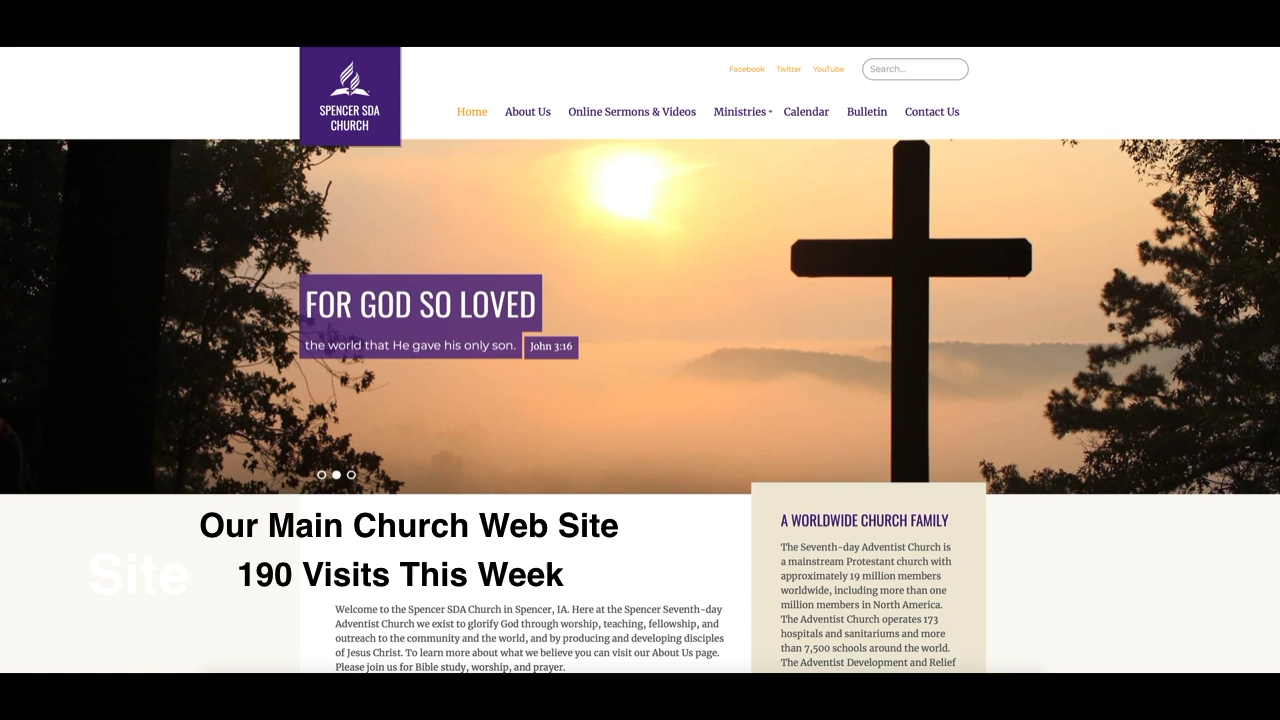 Facebook Twitter YouTube Search...
SPENCER SDA
CHURCH
Home About Us Online Sermons & Videos Ministries Calendar Bulletin Contact Us
FOR GOD SO LOVED
the world that He gave his only son. John 3:16
Our Main Church Web Site
Site
190 Visits This Week
Welcome to the Spencer SDA Church in Spencer, IA. Here at the Spencer Seventh-day
Adventist Church we exist to glorify God through worship, teaching, fellowship, and
outreach to the community and the world, and by producing and developing disciples
of Jesus Christ. To learn more about what we believe you can visit our About Us page.
Please join us for Bible study, worship, and prayer.
A WORLDWIDE CHURCH FAMILY
The Seventh-day Adventist Church is
a mainstream Protestant church with
approximately 19 million members
worldwide, including more than one
million members in North America.
The Adventist Church operates 173
hospitals and sanitariums and more
than 7,500 schools around the world.
The Adventist Development and Relief